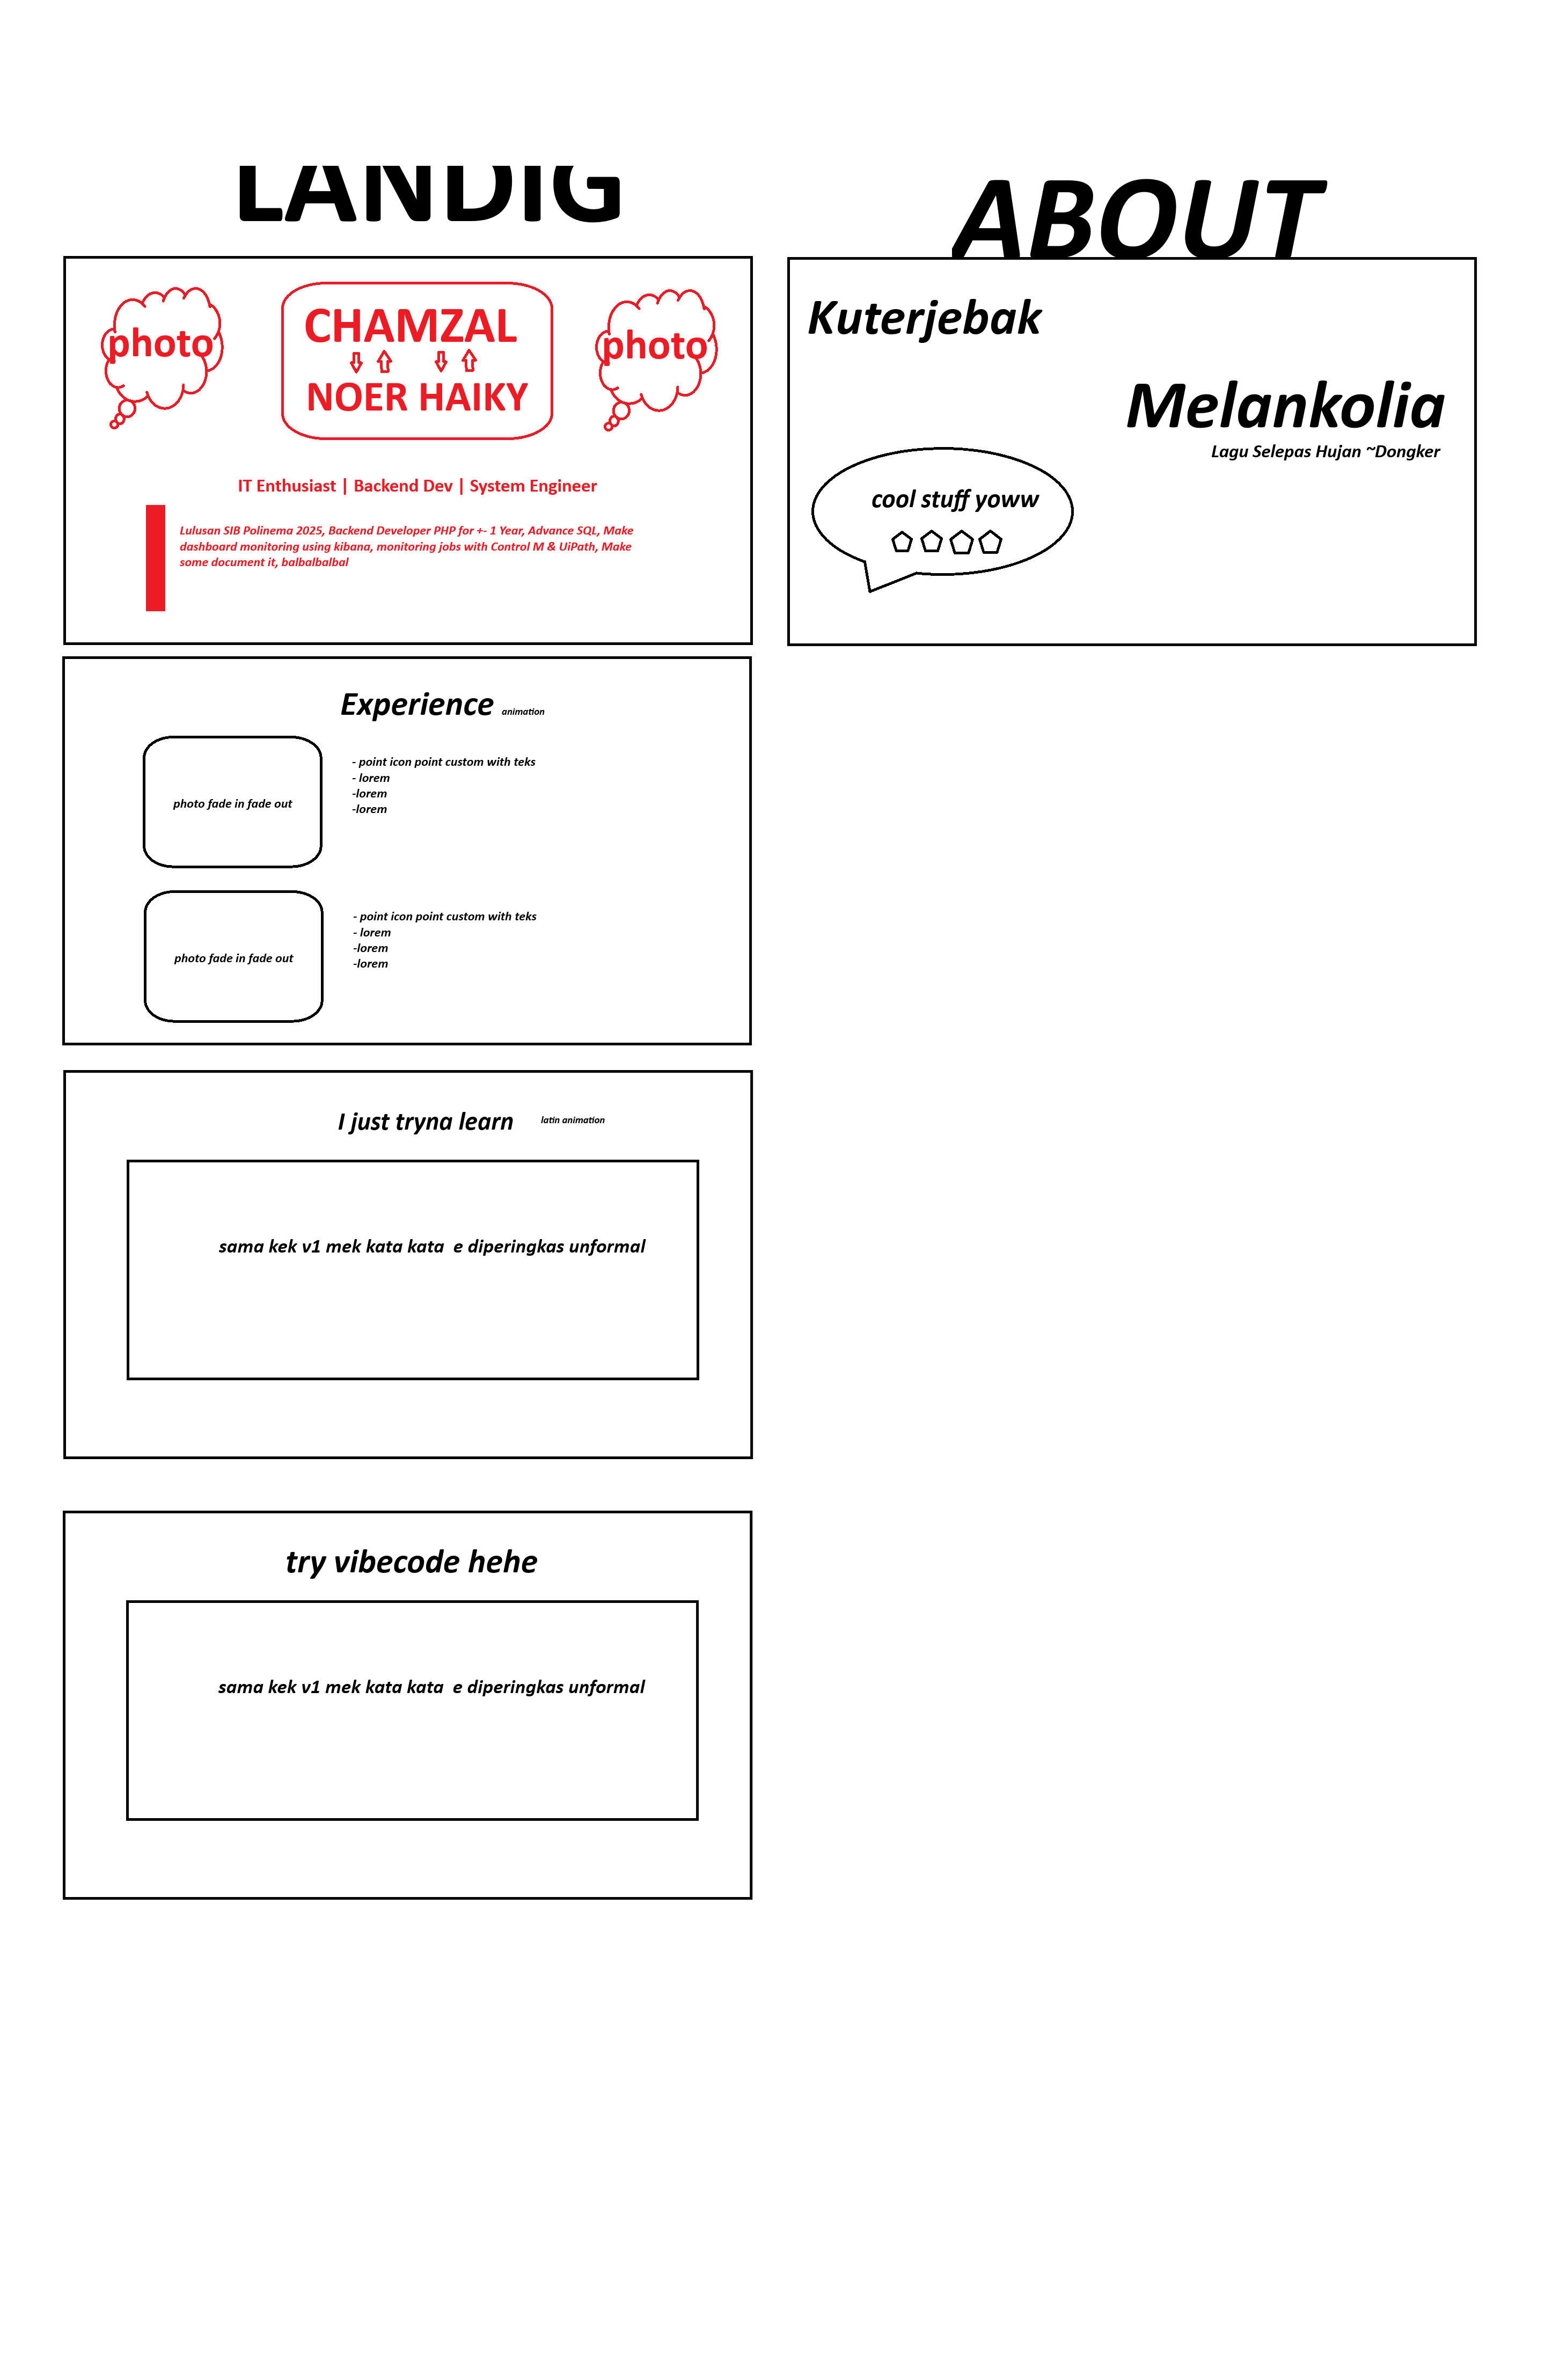 LANDIG
photo
CHAMZAL
NOER HAIKY
photo
IT Enthusiast | Backend Dev | System Engineer
Lulusan SIB Polinema 2025, Backend Developer PHP for +- 1 Year, Advance SQL, Make
dashboard monitoring using kibana, monitoring jobs with Control M & UiPath, Make
some document it, balbalbalbal
Experience animation
photo fade in fade out
- point icon point custom with teks
- lorem
-lorem
-lorem
photo fade in fade out
- point icon point custom with teks
- lorem
-lorem
-lorem
I just tryna learn latin animation
sama kek v1 mek kata kata  e diperingkas unformal
try vibecode hehe
sama kek v1 mek kata kata  e diperingkas unformal
ABOUT
Kuterjebak
Melankolia
Lagu Selepas Hujan ~Dongker
cool stuff yoww